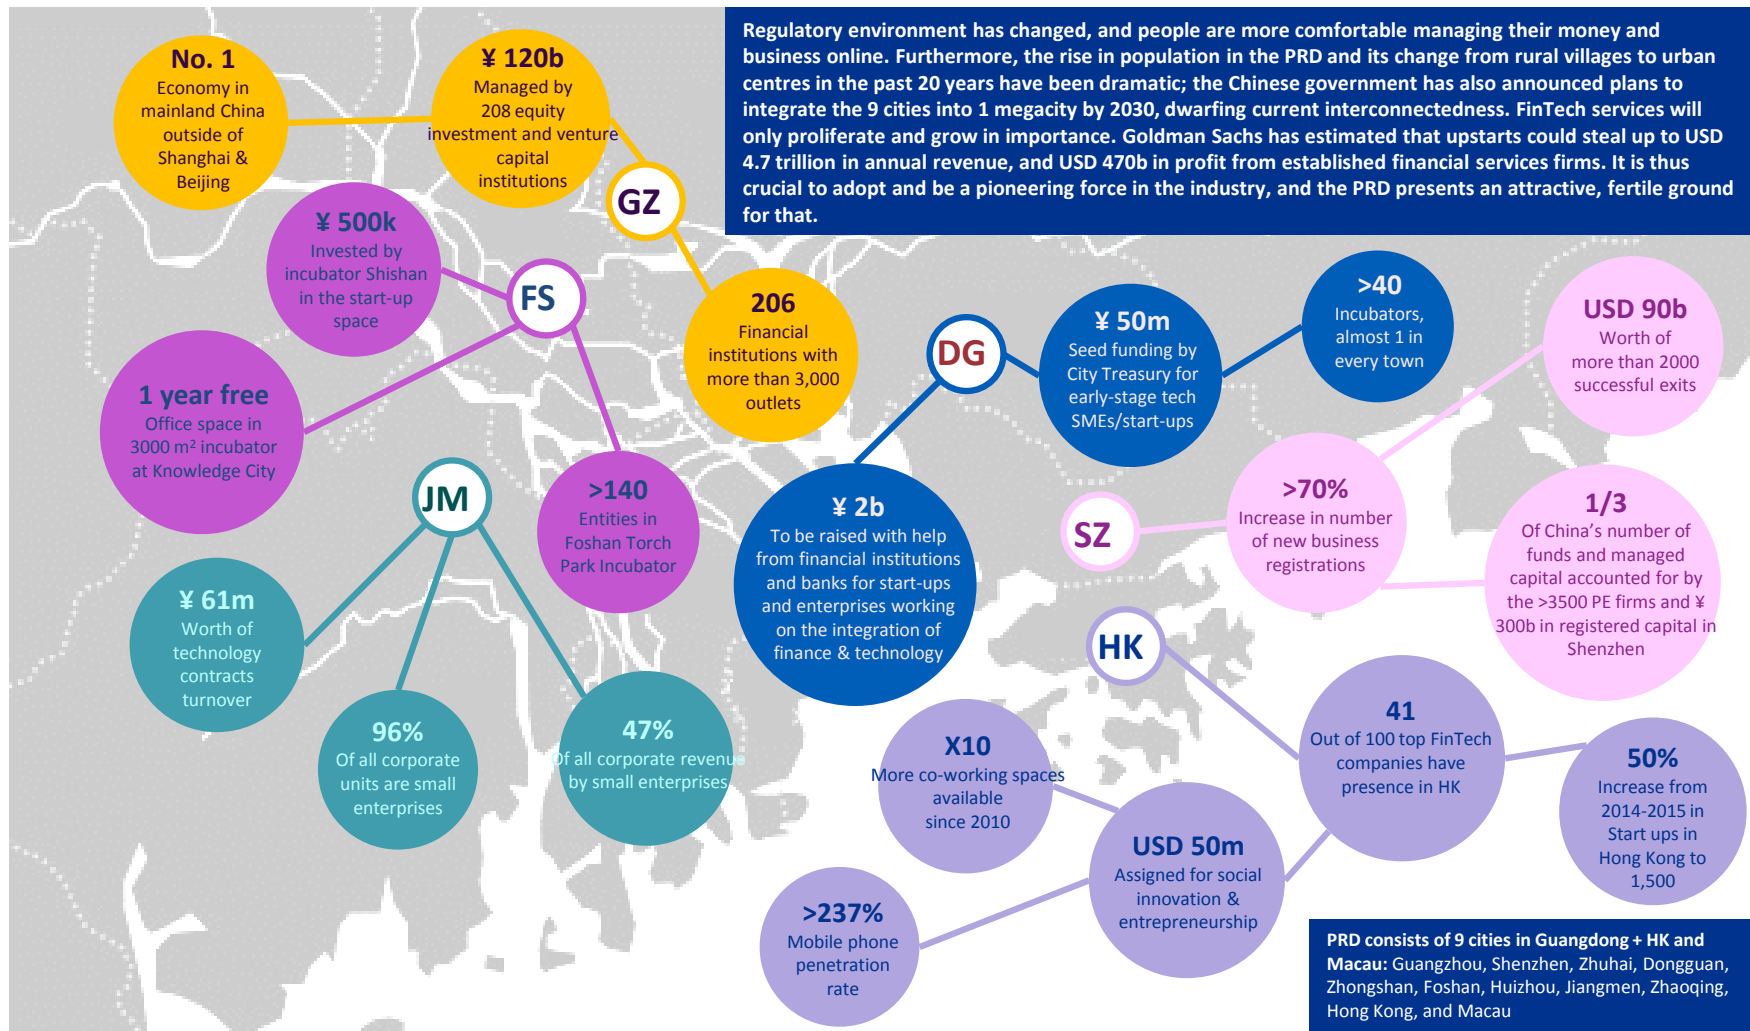 Regulatory environment has changed, and people are more comfortable managing their money and
business online. Furthermore, the rise in population in the PRD and its change from rural villages to urban
centres in the past 20 years have been dramatic; the Chinese government has also announced plans to
integrate the 9 cities into 1 megacity by 2030, dwarfing current interconnectedness. FinTech services will
only proliferate and grow in importance. Goldman Sachs has estimated that upstarts could steal up to USD
4.7 trillion in annual revenue, and USD 470b in profit from established financial services firms. It is thus
crucial to adopt and be a pioneering force in the industry, and the PRD presents an attractive, fertile ground
for that.
No. 1
Economy in
mainland China
outside of
Shanghai &
Beijing
¥ 120b
Managed by
208 equity
investment and venture
capital
institutions
GZ
206
Financial
institutions with
more than 3,000
outlets
¥ 500k
Invested by
incubator Shishan
in the start-up
space
FS
1 year free
Office space in
3000 m² incubator
at Knowledge City
>140
Entities in
Foshan Torch
Park Incubator
JM
¥ 61m
Worth of
technology
contracts
turnover
96%
Of all corporate
units are small
enterprises
47%
Of all corporate revenue
by small enterprises
DG
¥ 50m
Seed funding by
City Treasury for
early-stage tech
SMEs/start-ups
>40
Incubators,
almost 1 in
every town
¥ 2b
To be raised with help
from financial institutions
and banks for start-ups
and enterprises working
on the integration of
finance & technology
SZ
>70%
Increase in number
of new business
registrations
USD 90b
Worth of
more than 2000
successful exits
1/3
Of China’s number of
funds and managed
capital accounted for by
the >3500 PE firms and ¥
300b in registered capital in
Shenzhen
HK
41
Out of 100 top FinTech
companies have
presence in HK
50%
Increase from
2014-2015 in
Start ups in
Hong Kong to
1,500
X10
More co-working spaces
available
since 2010
USD 50m
Assigned for social
innovation &
entrepreneurship
>237%
Mobile phone
penetration
rate
PRD consists of 9 cities in Guangdong + HK and
Macau: Guangzhou, Shenzhen, Zhuhai, Dongguan,
Zhongshan, Foshan, Huizhou, Jiangmen, Zhaoqing,
Hong Kong, and Macau